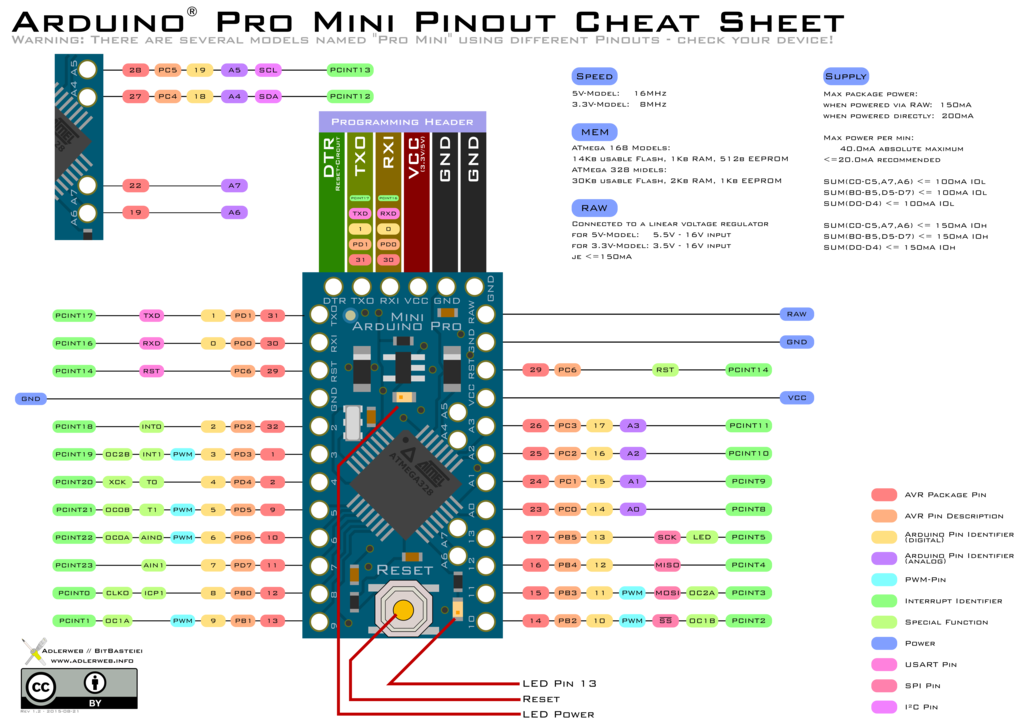 Arduino® Pro Mini Pinout Cheat Sheet
Warning: There are several models named "Pro Mini" using different Pinouts - check your device!
A5 28 PC5 19 A5 SCL PCINT13
A4 27 PC4 18 A4 SDA PCINT12
A7 22 A7
A6 19 A6
328
Programming Header
DTR Reset-Circuit
TXO PCINT17 TXD 1 PD1 31
RXI PCINT16 RXD 0 PD0 30
VCC (3.3V/5V)
GND
GND
Speed
5V-Model: 16MHz
3.3V-Model: 8MHz
MEM
ATmega 168 Models:
14Kb usable Flash, 1Kb RAM, 512b EEPROM
ATMega 328 midels:
30Kb usable Flash, 2Kb RAM, 1Kb EEPROM
RAW
Connected to a linear voltage regulator
for 5V-Model: 5.5V - 16V input
for 3.3V-Model: 3.5V - 16V input
je <=150mA
Supply
Max package power:
when powered via RAW: 150mA
when powered directly: 200mA
Max power per min:
40.0mA absolute maximum
<=20.0mA recommended
SUM(C0-C5,A7,A6) <= 100mA IOL
SUM(B0-B5,D5-D7) <= 100mA IOL
SUM(D0-D4) <= 100mA IOL
SUM(C0-C5,A7,A6) <= 150mA IOH
SUM(B0-B5,D5-D7) <= 150mA IOH
SUM(D0-D4) <= 150mA IOH
DTR TXO RXI VCC GND GND
Mini
Arduino Pro
PCINT17 TXD 1 PD1 31 TXO
PCINT16 RXD 0 PD0 30 RXI
PCINT14 RST PC6 29 RST
GND GND
PCINT18 INT0 2 PD2 32 2
PCINT19 OC2B INT1 PWM 3 PD3 1 3
PCINT20 XCK T0 4 PD4 2 4
PCINT21 OC0B T1 PWM 5 PD5 9 5
PCINT22 OC0A AIN0 PWM 6 PD6 10 6
PCINT23 AIN1 7 PD7 11 7
PCINT0 CLKO ICP1 8 PB0 12 8
PCINT1 OC1A PWM 9 PB1 13 9
A4 A5
ATMEGA328
ATMEL
A6 A7
Reset
RAW RAW
GND GND
RST 29 PC6 RST PCINT14
VCC VCC
A3 26 PC3 17 A3 PCINT11
A2 25 PC2 16 A2 PCINT10
A1 24 PC1 15 A1 PCINT9
A0 23 PC0 14 A0 PCINT8
13 17 PB5 13 SCK LED PCINT5
12 16 PB4 12 MISO PCINT4
11 15 PB3 11 PWM MOSI OC2A PCINT3
10 14 PB2 10 PWM SS OC1B PCINT2
AVR Package Pin
AVR Pin Description
Arduino Pin Identifier (digital)
Arduino Pin Identifier (analog)
PWM-Pin
Interrupt Identifier
Special Function
Power
USART Pin
SPI Pin
I²C Pin
LED Pin 13
Reset
LED Power
Adlerweb // BitBasteiei
www.adlerweb.info
cc BY
Rev 1.2 - 2015-08-21